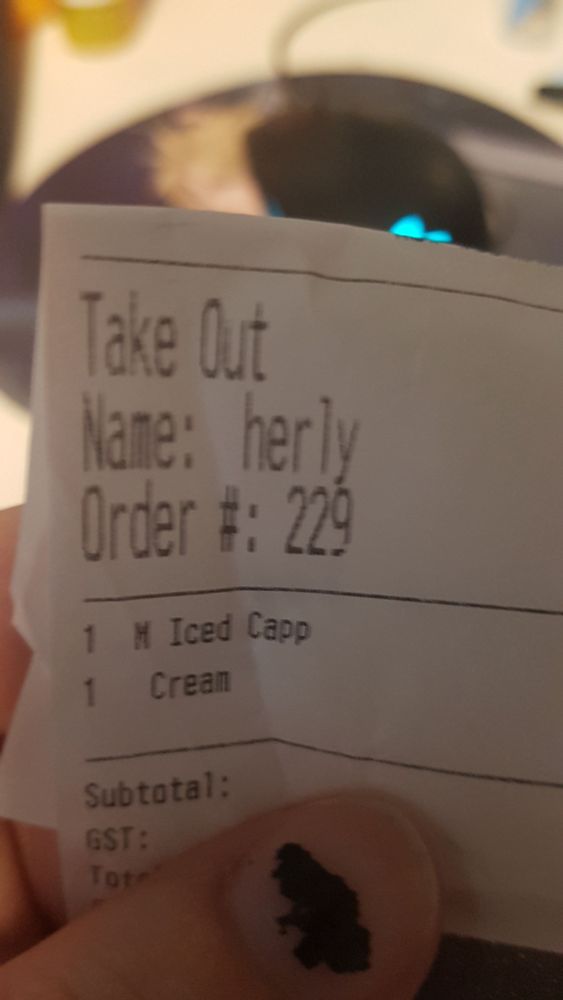 Take Out
Name: herly
Order #: 229
1 M Iced Capp
1 Cream
Subtotal:
GST: